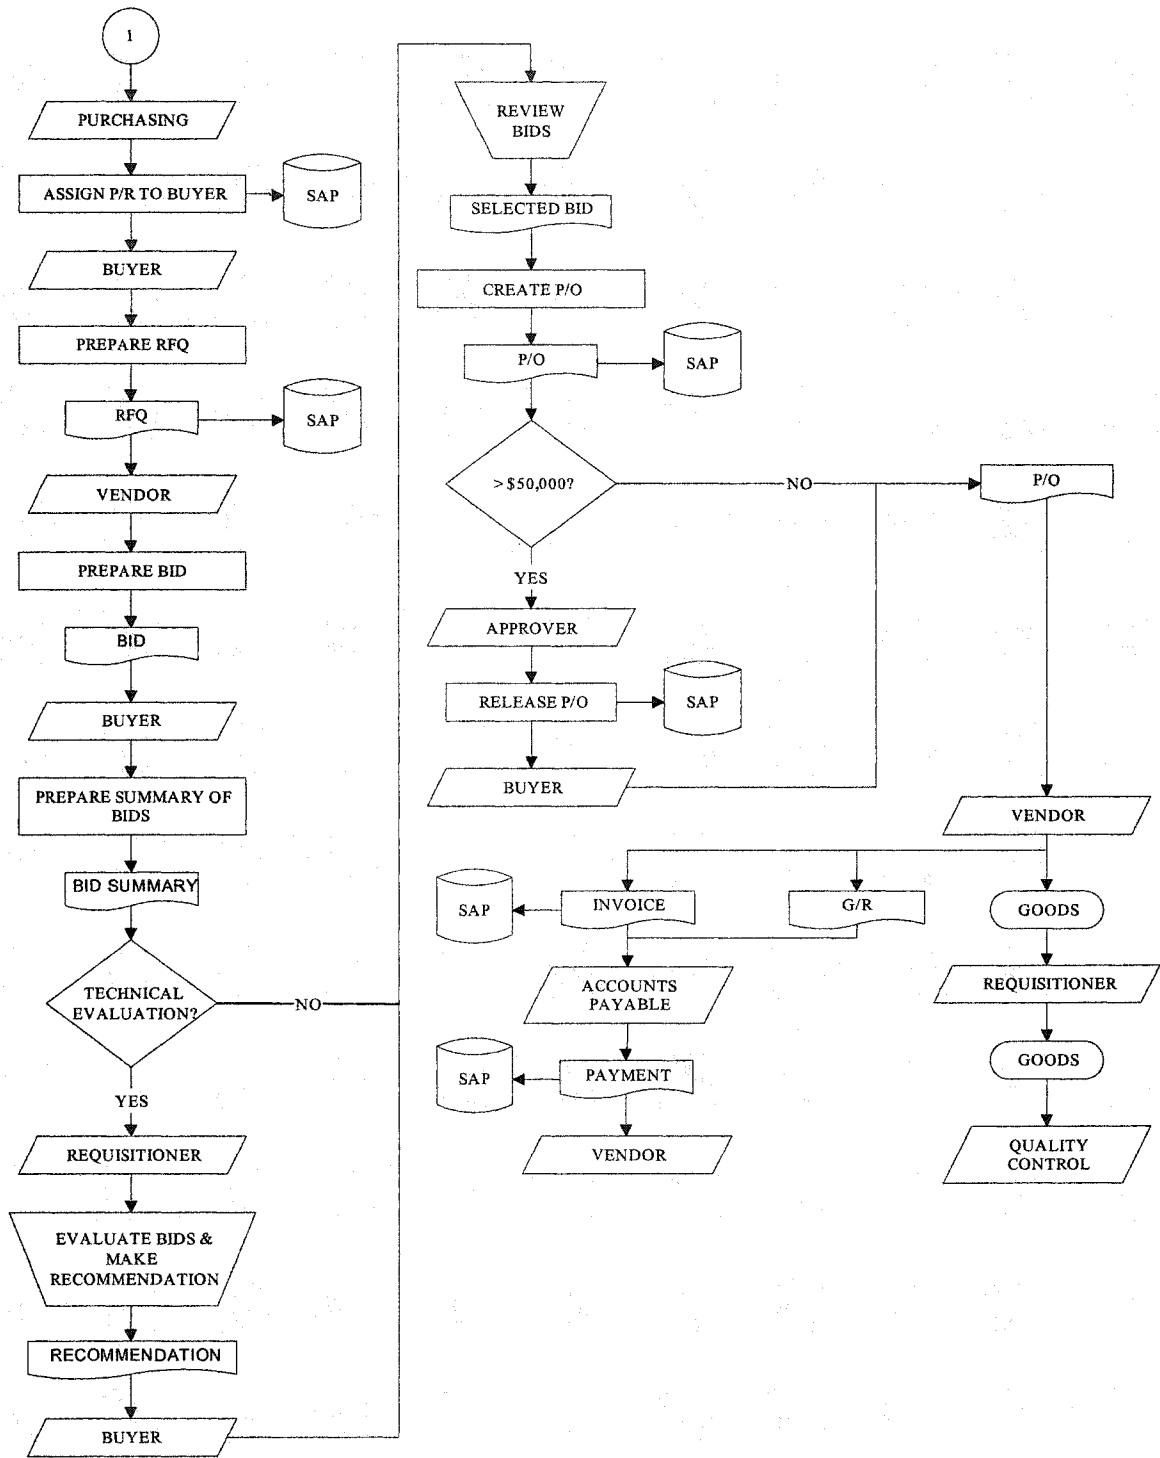 1
PURCHASING
ASSIGN P/R TO BUYER
SAP
BUYER
PREPARE RFQ
RFQ
SAP
VENDOR
PREPARE BID
BID
BUYER
PREPARE SUMMARY OF
BIDS
BID SUMMARY
TECHNICAL
EVALUATION?
NO
YES
REQUISITIONER
EVALUATE BIDS &
MAKE
RECOMMENDATION
RECOMMENDATION
BUYER
REVIEW
BIDS
SELECTED BID
CREATE P/O
P/O
SAP
> $50,000?
NO
P/O
YES
APPROVER
RELEASE P/O
SAP
BUYER
VENDOR
SAP
INVOICE
G/R
GOODS
ACCOUNTS
PAYABLE
REQUISITIONER
SAP
PAYMENT
GOODS
VENDOR
QUALITY
CONTROL